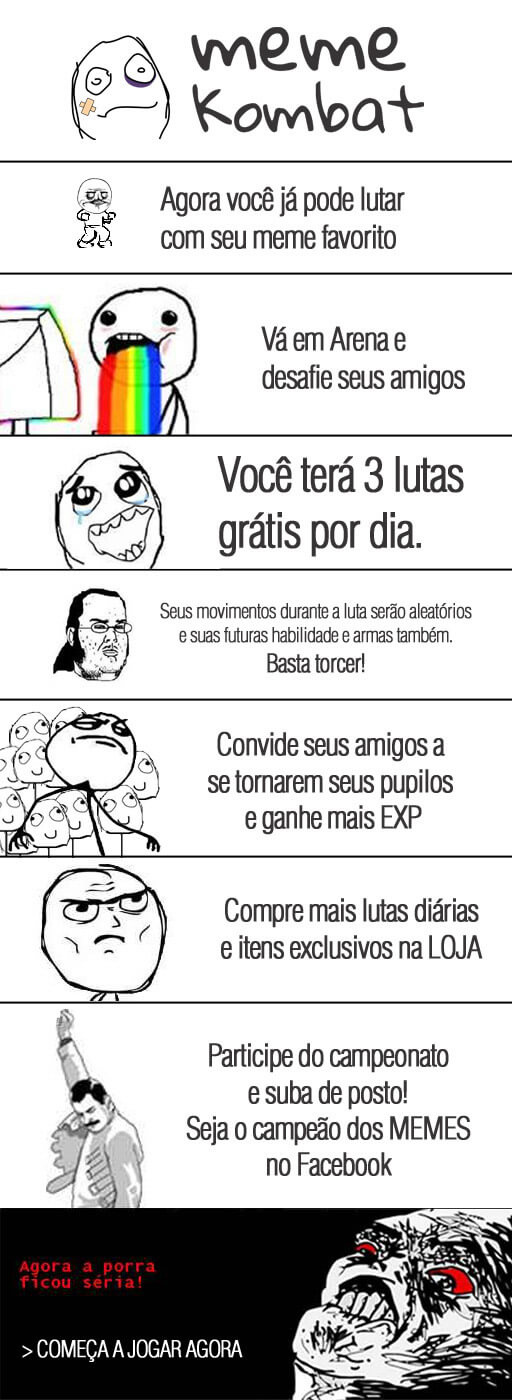 meme
Kombat
Agora você já pode lutar
com seu meme favorito
Vá em Arena e
desafie seus amigos
Você terá 3 lutas
grátis por dia.
Seus movimentos durante a luta serão aleatórios
e suas futuras habilidade e armas também.
Basta torcer!
Convide seus amigos a
se tornarem seus pupilos
e ganhe mais EXP
Compre mais lutas diárias
e itens exclusivos na LOJA
Participe do campeonato
e suba de posto!
Seja o campeão dos MEMES
no Facebook
Agora a porra
ficou séria!
> COMEÇA A JOGAR AGORA